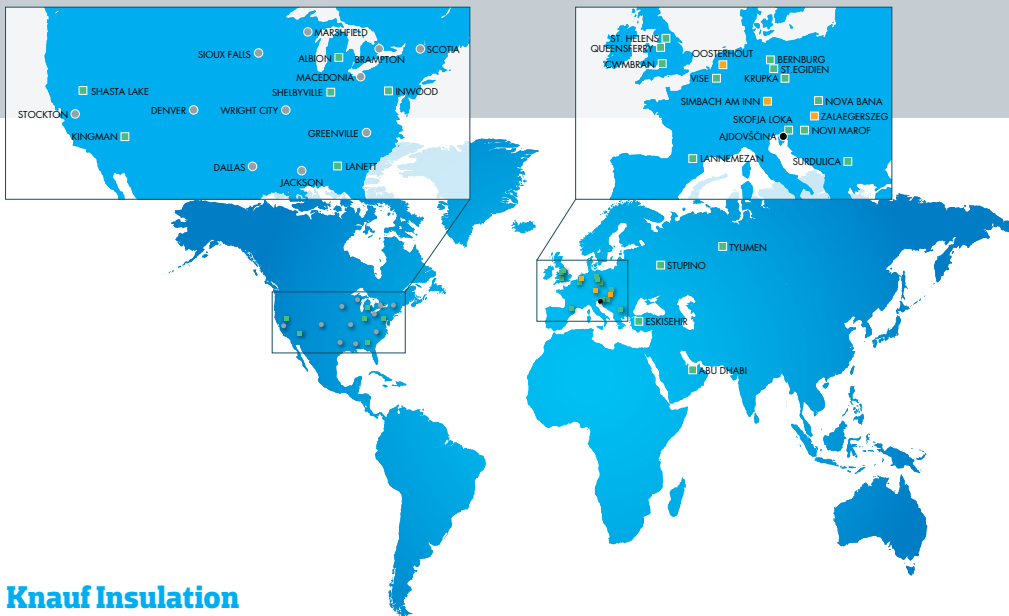 MARSHFIELD
SIOUX FALLS
ALBION
BRAMPTON
SCOTIA
MACEDONIA
SHASTA LAKE
SHELBYVILLE
INWOOD
STOCKTON
DENVER
WRIGHT CITY
KINGMAN
GREENVILLE
DALLAS
LANETT
JACKSON
ST. HELENS
QUEENSFERRY
CWMBRAN
OOSTERHOUT
BERNBURG
ST.EGIDIEN
VISE
KRUPKA
SIMBACH AM INN
NOVA BANA
SKOFJA LOKA
ZALAEGERSZEG
AJDOVŠČINA
NOVI MAROF
LANNEMEZAN
SURDULICA
TYUMEN
STUPINO
ESKISEHIR
ABU DHABI
Knauf Insulation